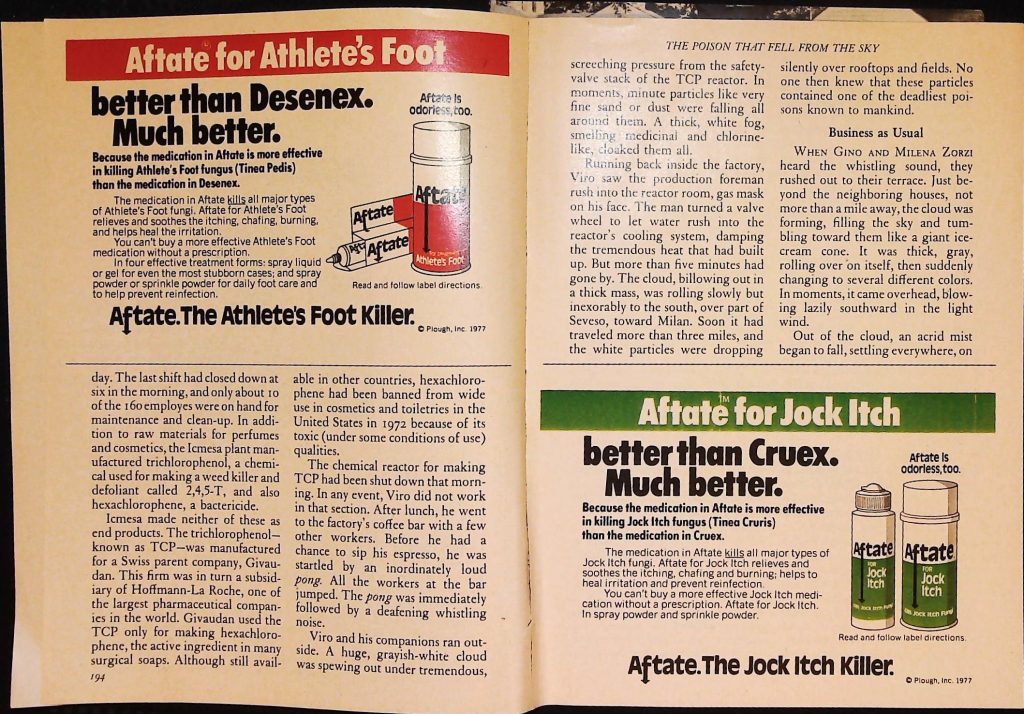 Aftate for Athlete's Foot
better than Desenex.
Much better.
Aftate is
odorless, too.
Because the medication in Aftate is more effective
in killing Athlete's Foot fungus (Tinea Pedis)
than the medication in Desenex.
The medication in Aftate kills all major types
of Athlete's Foot fungi. Aftate for Athlete's Foot
relieves and soothes the itching, chafing, burning,
and helps heal the irritation.
You can't buy a more effective Athlete's Foot
medication without a prescription.
In four effective treatment forms: spray liquid
or gel for even the most stubborn cases; and spray
powder or sprinkle powder for daily foot care and
to help prevent reinfection.
Aftate
Aftate
Aftate
Athlete's Foot
Read and follow label directions.
Aftate. The Athlete's Foot Killer.
© Plough, Inc. 1977
day. The last shift had closed down at
six in the morning, and only about 10
of the 160 employes were on hand for
maintenance and clean-up. In addi-
tion to raw materials for perfumes
and cosmetics, the Icmesa plant man-
ufactured trichlorophenol, a chemi-
cal used for making a weed killer and
defoliant called 2,4,5-T, and also
hexachlorophene, a bactericide.
Icmesa made neither of these as
end products. The trichlorophenol—
known as TCP—was manufactured
for a Swiss parent company, Givau-
dan. This firm was in turn a subsid-
iary of Hoffmann-La Roche, one of
the largest pharmaceutical compan-
ies in the world. Givaudan used the
TCP only for making hexachloro-
phene, the active ingredient in many
surgical soaps. Although still avail-
194
able in other countries, hexachloro-
phene had been banned from wide
use in cosmetics and toiletries in the
United States in 1972 because of its
toxic (under some conditions of use)
qualities.
The chemical reactor for making
TCP had been shut down that morn-
ing. In any event, Viro did not work
in that section. After lunch, he went
to the factory's coffee bar with a few
other workers. Before he had a
chance to sip his espresso, he was
startled by an inordinately loud
pong. All the workers at the bar
jumped. The pong was immediately
followed by a deafening whistling
noise.
Viro and his companions ran out-
side. A huge, grayish-white cloud
was spewing out under tremendous,
THE POISON THAT FELL FROM THE SKY
screeching pressure from the safety-
valve stack of the TCP reactor. In
moments, minute particles like very
fine sand or dust were falling all
around them. A thick, white fog,
smelling medicinal and chlorine-
like, cloaked them all.
Running back inside the factory,
Viro saw the production foreman
rush into the reactor room, gas mask
on his face. The man turned a valve
wheel to let water rush into the
reactor's cooling system, damping
the tremendous heat that had built
up. But more than five minutes had
gone by. The cloud, billowing out in
a thick mass, was rolling slowly but
inexorably to the south, over part of
Seveso, toward Milan. Soon it had
traveled more than three miles, and
the white particles were dropping
silently over rooftops and fields. No
one then knew that these particles
contained one of the deadliest poi-
sons known to mankind.
Business as Usual
WHEN GINO AND MILENA ZORZI
heard the whistling sound, they
rushed out to their terrace. Just be-
yond the neighboring houses, not
more than a mile away, the cloud was
forming, filling the sky and tum-
bling toward them like a giant ice-
cream cone. It was thick, gray,
rolling over on itself, then suddenly
changing to several different colors.
In moments, it came overhead, blow-
ing lazily southward in the light
wind.
Out of the cloud, an acrid mist
began to fall, settling everywhere, on
Aftate™ for Jock Itch
better than Cruex.
Much better.
Aftate is
odorless, too.
Because the medication in Aftate is more effective
in killing Jock Itch fungus (Tinea Cruris)
than the medication in Cruex.
The medication in Aftate kills all major types of
Jock Itch fungi. Aftate for Jock Itch relieves and
soothes the itching, chafing and burning; helps to
heal irritation and prevent reinfection.
You can't buy a more effective Jock Itch medi-
cation without a prescription. Aftate for Jock Itch.
In spray powder and sprinkle powder.
Aftate
FOR
Jock
Itch
Aftate
FOR
Jock
Itch
Read and follow label directions.
Aftate. The Jock Itch Killer.
© Plough, Inc. 1977